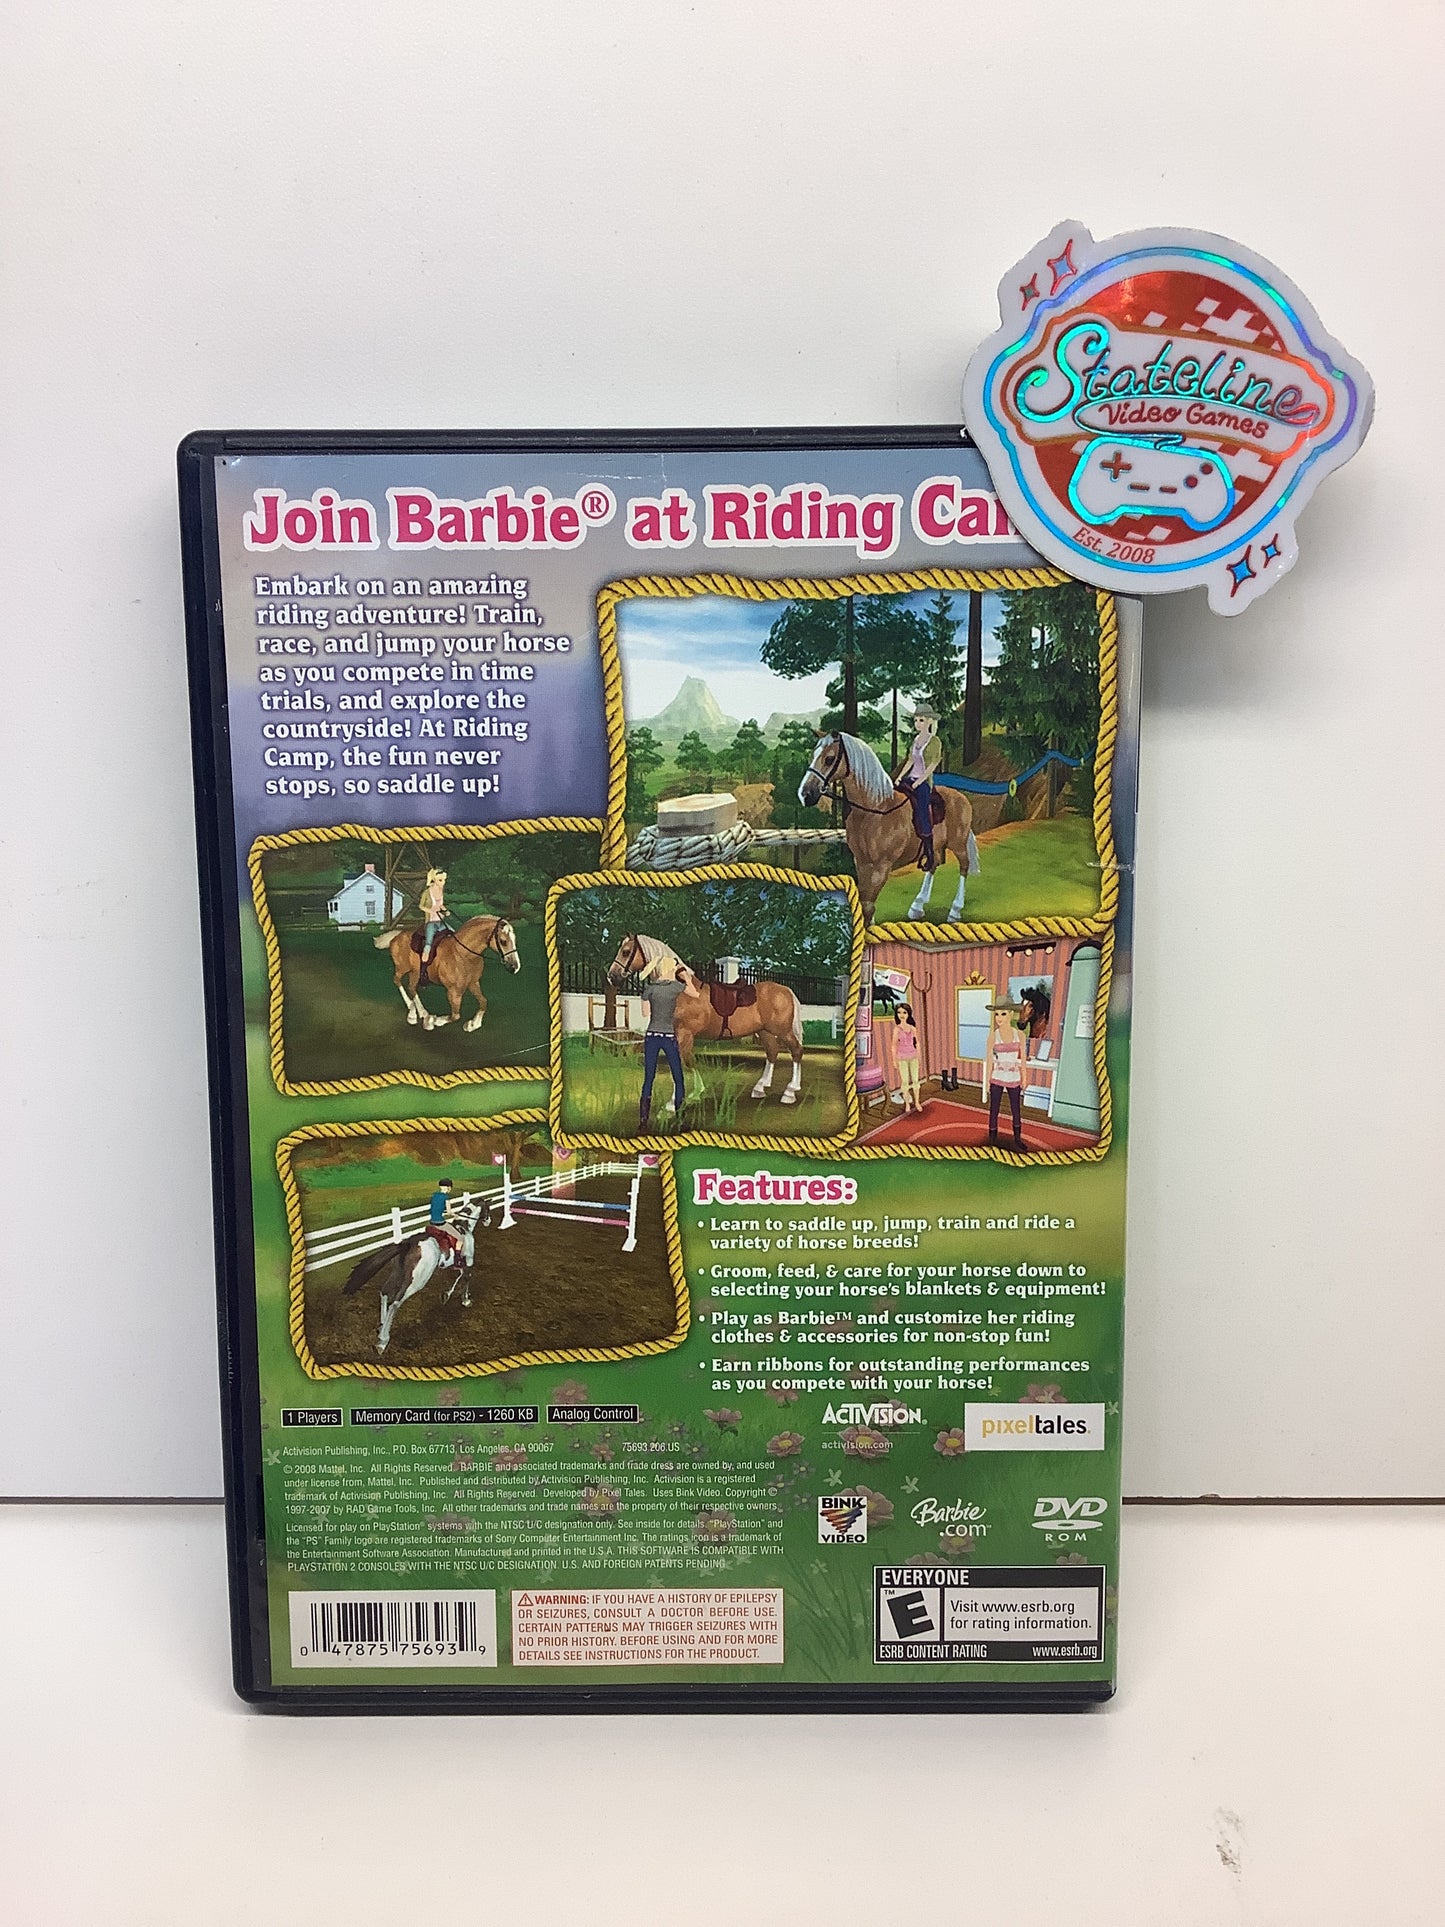 Stateline
Video Games
Est. 2008
Join Barbie® at Riding Cam
Embark on an amazing
riding adventure! Train,
race, and jump your horse
as you compete in time
trials, and explore the
countryside! At Riding
Camp, the fun never
stops, so saddle up!
Features:
• Learn to saddle up, jump, train and ride a
variety of horse breeds!
• Groom, feed, & care for your horse down to
selecting your horse's blankets & equipment!
• Play as Barbie™ and customize her riding
clothes & accessories for non-stop fun!
• Earn ribbons for outstanding performances
as you compete with your horse!
1 Players Memory Card (for PS2) - 1260 KB Analog Control
ACTIVISION.
activision.com
pixeltales.
Activision Publishing, Inc., P.O. Box 67713, Los Angeles, CA 90067 75693.206.US
© 2008 Mattel, Inc. All Rights Reserved. BARBIE and associated trademarks and trade dress are owned by, and used
under license from, Mattel, Inc. Published and distributed by Activision Publishing, Inc. Activision is a registered
trademark of Activision Publishing, Inc. All Rights Reserved. Developed by Pixel Tales. Uses Bink Video. Copyright ©
1997-2007 by RAD Game Tools, Inc. All other trademarks and trade names are the property of their respective owners.
Licensed for play on PlayStation® systems with the NTSC U/C designation only. See inside for details. "PlayStation" and
the "PS" Family logo are registered trademarks of Sony Computer Entertainment Inc. The ratings icon is a trademark of
the Entertainment Software Association. Manufactured and printed in the U.S.A. THIS SOFTWARE IS COMPATIBLE WITH
PLAYSTATION 2 CONSOLES WITH THE NTSC U/C DESIGNATION. U.S. AND FOREIGN PATENTS PENDING.
BINK
VIDEO
Barbie
.com™
DVD
ROM
0 47875 75693 9
WARNING: IF YOU HAVE A HISTORY OF EPILEPSY
OR SEIZURES, CONSULT A DOCTOR BEFORE USE.
CERTAIN PATTERNS MAY TRIGGER SEIZURES WITH
NO PRIOR HISTORY. BEFORE USING AND FOR MORE
DETAILS SEE INSTRUCTIONS FOR THE PRODUCT.
EVERYONE
™ E
Visit www.esrb.org
for rating information.
ESRB CONTENT RATING www.esrb.org